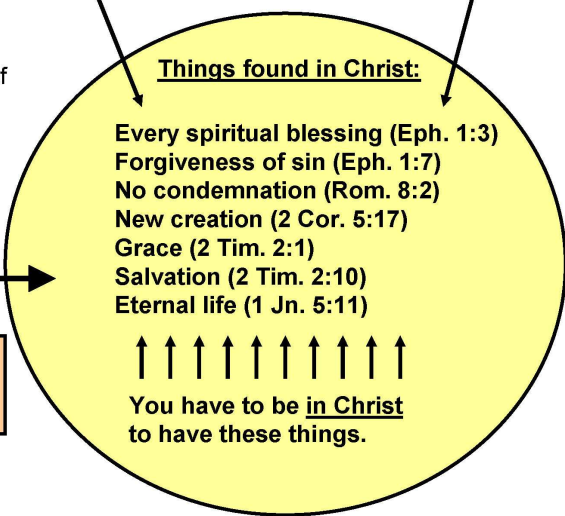 f
Things found in Christ:
Every spiritual blessing (Eph. 1:3)
Forgiveness of sin (Eph. 1:7)
No condemnation (Rom. 8:2)
New creation (2 Cor. 5:17)
Grace (2 Tim. 2:1)
Salvation (2 Tim. 2:10)
Eternal life (1 Jn. 5:11)
You have to be in Christ
to have these things.